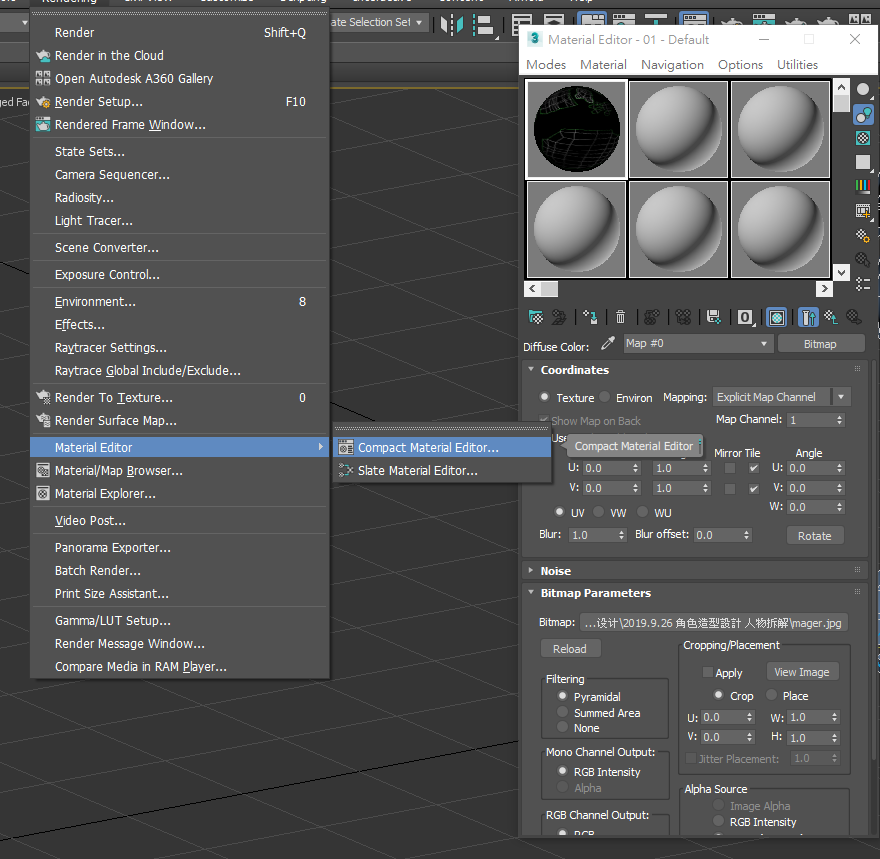 Rendering
Customize
Scripting
Content
Help
ate Selection Set
Render Shift+Q
Render in the Cloud
Open Autodesk A360 Gallery
Render Setup... F10
Rendered Frame Window...
State Sets...
Camera Sequencer...
Radiosity...
Light Tracer...
Scene Converter...
Exposure Control...
Environment... 8
Effects...
Raytracer Settings...
Raytrace Global Include/Exclude...
Render To Texture... 0
Render Surface Map...
Material Editor
Material/Map Browser...
Material Explorer...
Video Post...
Panorama Exporter...
Batch Render...
Print Size Assistant...
Gamma/LUT Setup...
Render Message Window...
Compare Media in RAM Player...
Compact Material Editor...
Slate Material Editor...
3 Material Editor - 01 - Default
Modes Material Navigation Options Utilities
0
Diffuse Color: Map #0 Bitmap
Coordinates
Texture Environ Mapping: Explicit Map Channel
Show Map on Back Map Channel: 1
Use
Compact Material Editor
Mirror Tile Angle
U: 0.0 1.0 U: 0.0
V: 0.0 1.0 V: 0.0
W: 0.0
UV VW WU
Blur: 1.0 Blur offset: 0.0 Rotate
Noise
Bitmap Parameters
Bitmap: ...设计\2019.9.26 角色造型設計 人物拆解\mager.jpg
Reload
Cropping/Placement
Apply View Image
Crop Place
U: 0.0 W: 1.0
V: 0.0 H: 1.0
Jitter Placement: 1.0
Filtering
Pyramidal
Summed Area
None
Mono Channel Output:
RGB Intensity
Alpha
RGB Channel Output:
RGB
Alpha Source
Image Alpha
RGB Intensity